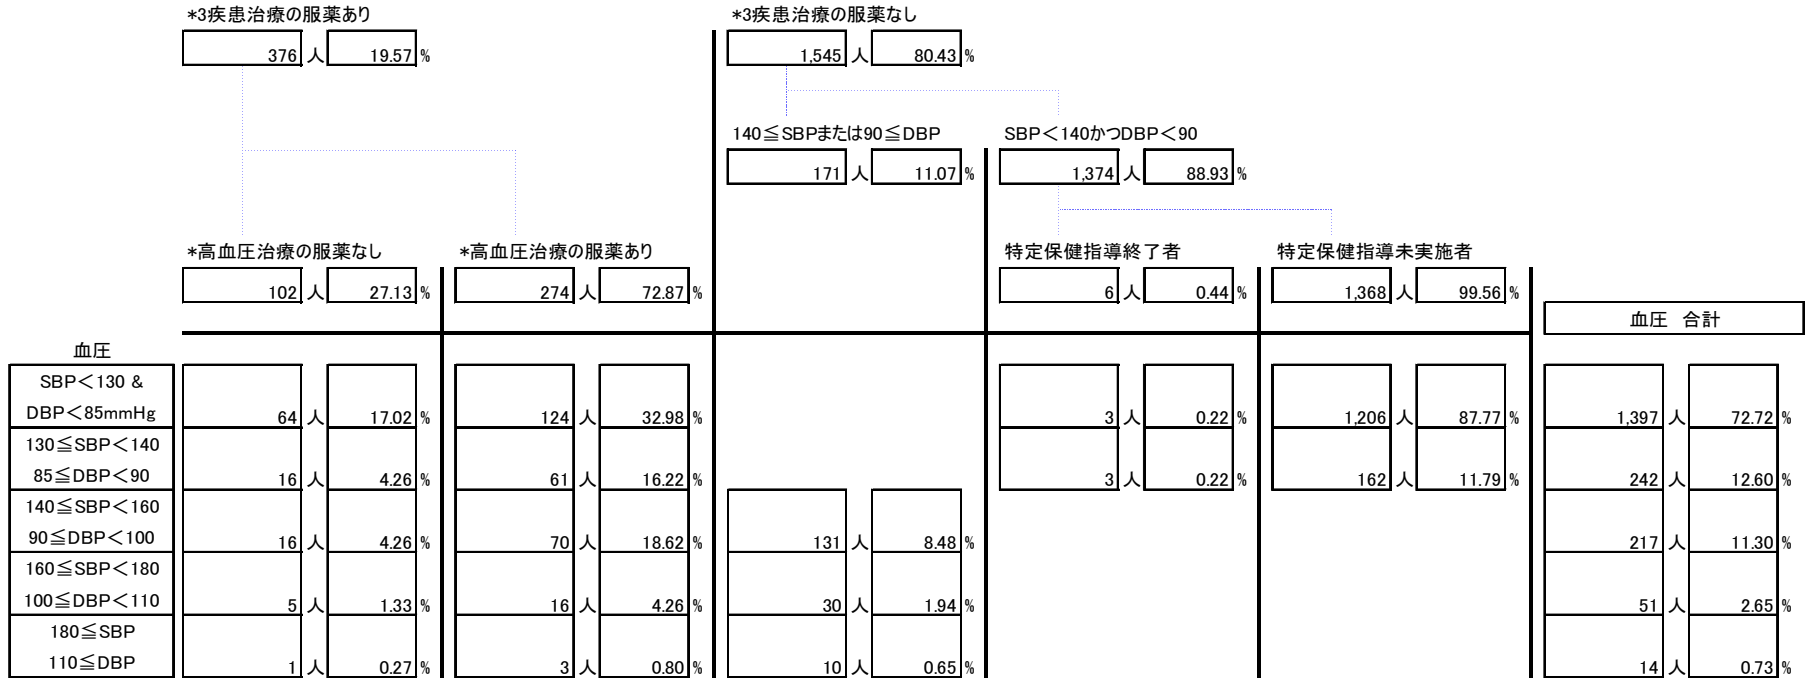 *3疾患治療の服薬あり *3疾患治療の服薬なし
376 人 19.57 % 1,545 人 80.43 %
140≦SBPまたは90≦DBP SBP＜140かつDBP＜90
171 人 11.07 % 1,374 人 88.93 %
*高血圧治療の服薬なし *高血圧治療の服薬あり 特定保健指導終了者 特定保健指導未実施者
102 人 27.13 % 274 人 72.87 % 6 人 0.44 % 1,368 人 99.56 %
血圧 合計
血圧
SBP＜130 &
DBP＜85mmHg 64 人 17.02 % 124 人 32.98 % 3 人 0.22 % 1,206 人 87.77 % 1,397 人 72.72 %
130≦SBP＜140
85≦DBP＜90 16 人 4.26 % 61 人 16.22 % 3 人 0.22 % 162 人 11.79 % 242 人 12.60 %
140≦SBP＜160
90≦DBP＜100 16 人 4.26 % 70 人 18.62 % 131 人 8.48 % 217 人 11.30 %
160≦SBP＜180
100≦DBP＜110 5 人 1.33 % 16 人 4.26 % 30 人 1.94 % 51 人 2.65 %
180≦SBP
110≦DBP 1 人 0.27 % 3 人 0.80 % 10 人 0.65 % 14 人 0.73 %